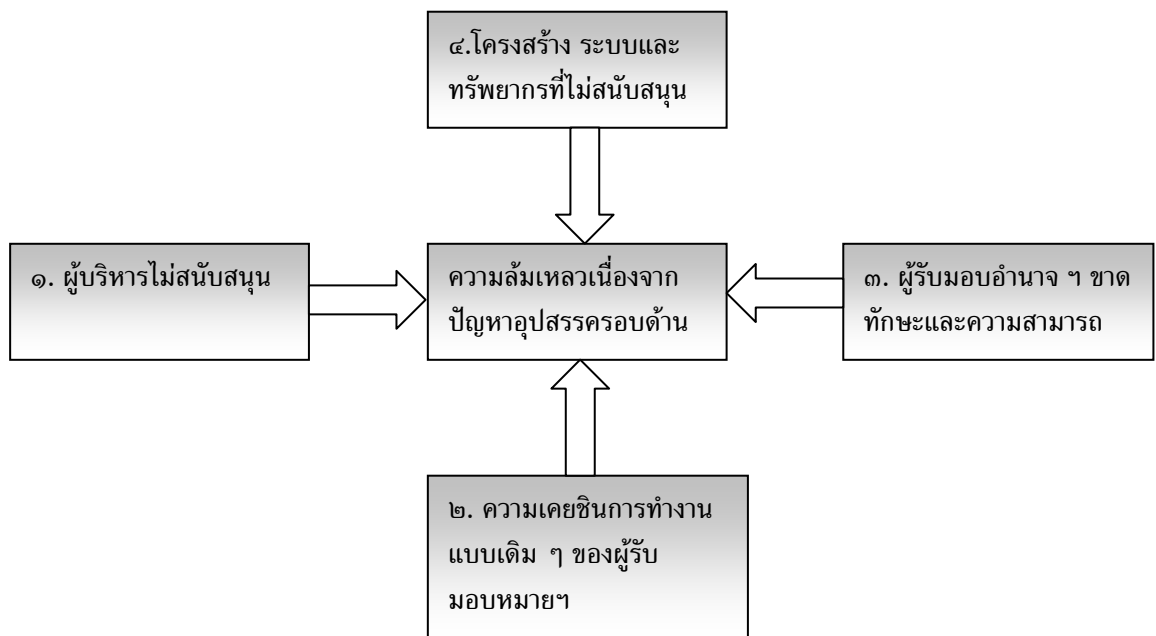 ๔.โครงสร้าง ระบบและ
ทรัพยากรที่ไม่สนับสนุน
๑. ผู้บริหารไม่สนับสนุน
ความล้มเหลวเนื่องจาก
ปัญหาอุปสรรครอบด้าน
๓. ผู้รับมอบอำนาจ ฯ ขาด
ทักษะและความสามารถ
๒. ความเคยชินการทำงาน
แบบเดิม ๆ ของผู้รับ
มอบหมายฯ